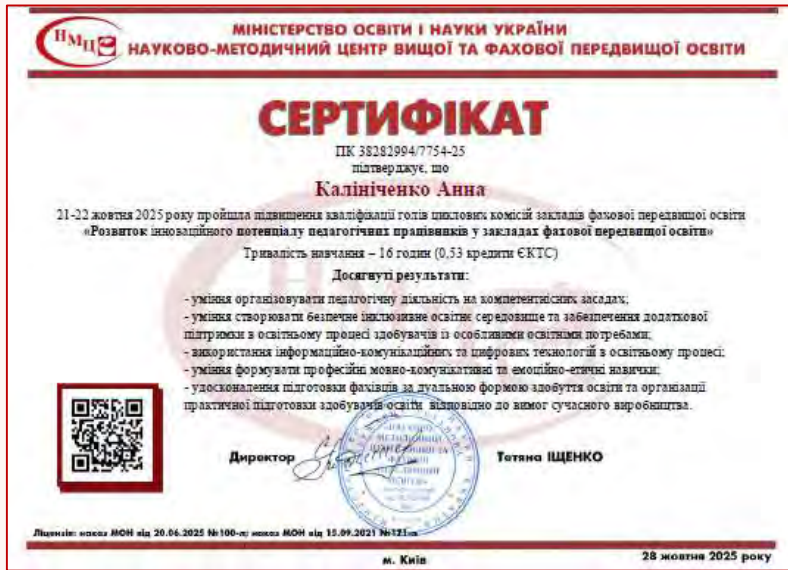 НМЦ
МІНІСТЕРСТВО ОСВІТИ І НАУКИ УКРАЇНИ
НАУКОВО-МЕТОДИЧНИЙ ЦЕНТР ВИЩОЇ ТА ФАХОВОЇ ПЕРЕДВИЩОЇ ОСВІТИ
СЕРТИФІКАТ
ПК 38282994/7754-25
підтверджує, що
Калініченко Анна
21-22 жовтня 2025 року пройшла підвищення кваліфікації голів циклових комісій закладів фахової передвищої освіти
«Розвиток інноваційного потенціалу педагогічних працівників у закладах фахової передвищої освіти»
Тривалість навчання – 16 годин (0,53 кредити ЄКТС)
Досягнуті результати:
- уміння організовувати педагогічну діяльність на компетентнісних засадах;
- уміння створювати безпечне інклюзивне освітнє середовище та забезпечення додаткової
підтримки в освітньому процесі здобувачів із особливими освітніми потребами;
- використання інформаційно-комунікаційних та цифрових технологій в освітньому процесі;
- уміння формувати професійні мовно-комунікативні та емоційно-етичні навички;
- удосконалення підготовки фахівців за дуальною формою здобуття освіти та організації
практичної підготовки здобувачів освіти відповідно до вимог сучасного виробництва.
Директор
Тетяна ІЩЕНКО
Ліцензія: наказ МОН від 20.06.2025 №100-л; наказ МОН від 15.09.2021 №121-л
м. Київ
28 жовтня 2025 року